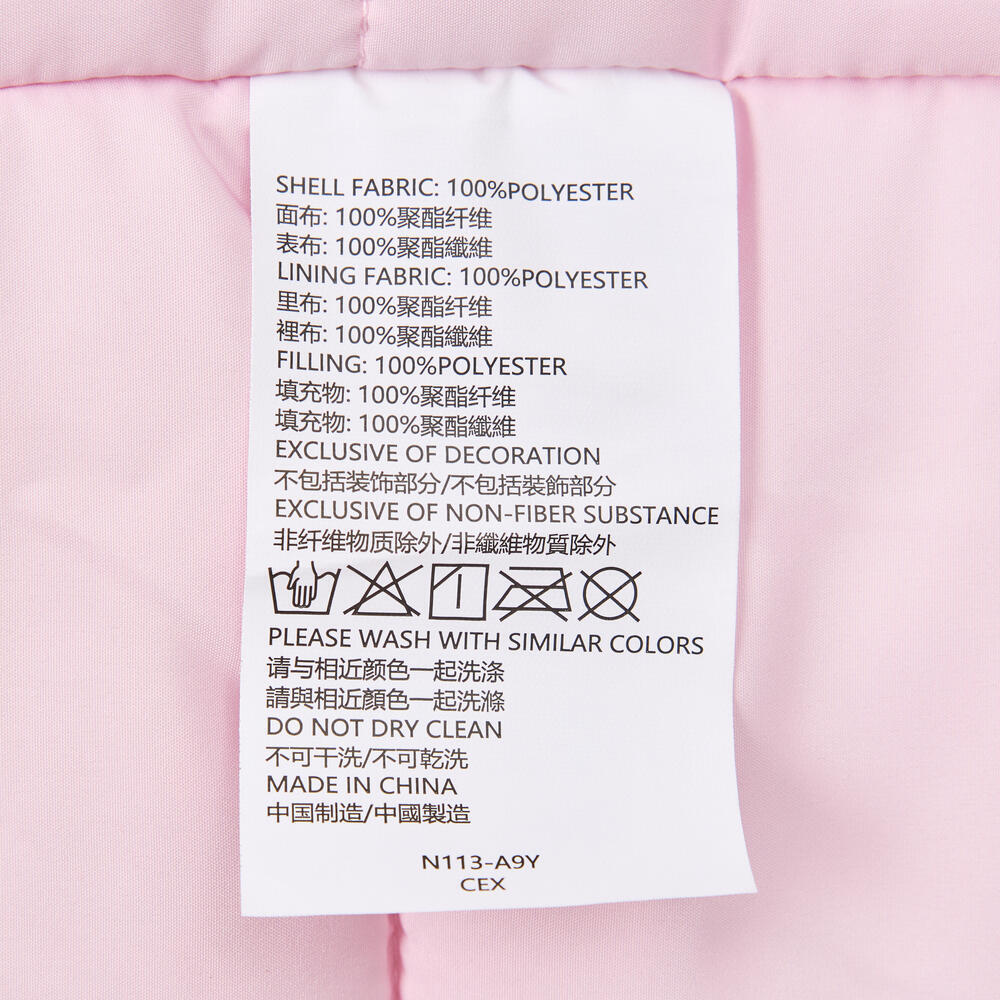 SHELL FABRIC: 100%POLYESTER
面布: 100%聚酯纤维
表布: 100%聚酯纖維
LINING FABRIC: 100%POLYESTER
里布: 100%聚酯纤维
裡布: 100%聚酯纖維
FILLING: 100%POLYESTER
填充物: 100%聚酯纤维
填充物: 100%聚酯纖維
EXCLUSIVE OF DECORATION
不包括装饰部分/不包括裝飾部分
EXCLUSIVE OF NON-FIBER SUBSTANCE
非纤维物质除外/非纖維物質除外
PLEASE WASH WITH SIMILAR COLORS
请与相近颜色一起洗涤
請與相近顏色一起洗滌
DO NOT DRY CLEAN
不可干洗/不可乾洗
MADE IN CHINA
中国制造/中國製造
N113-A9Y
CEX